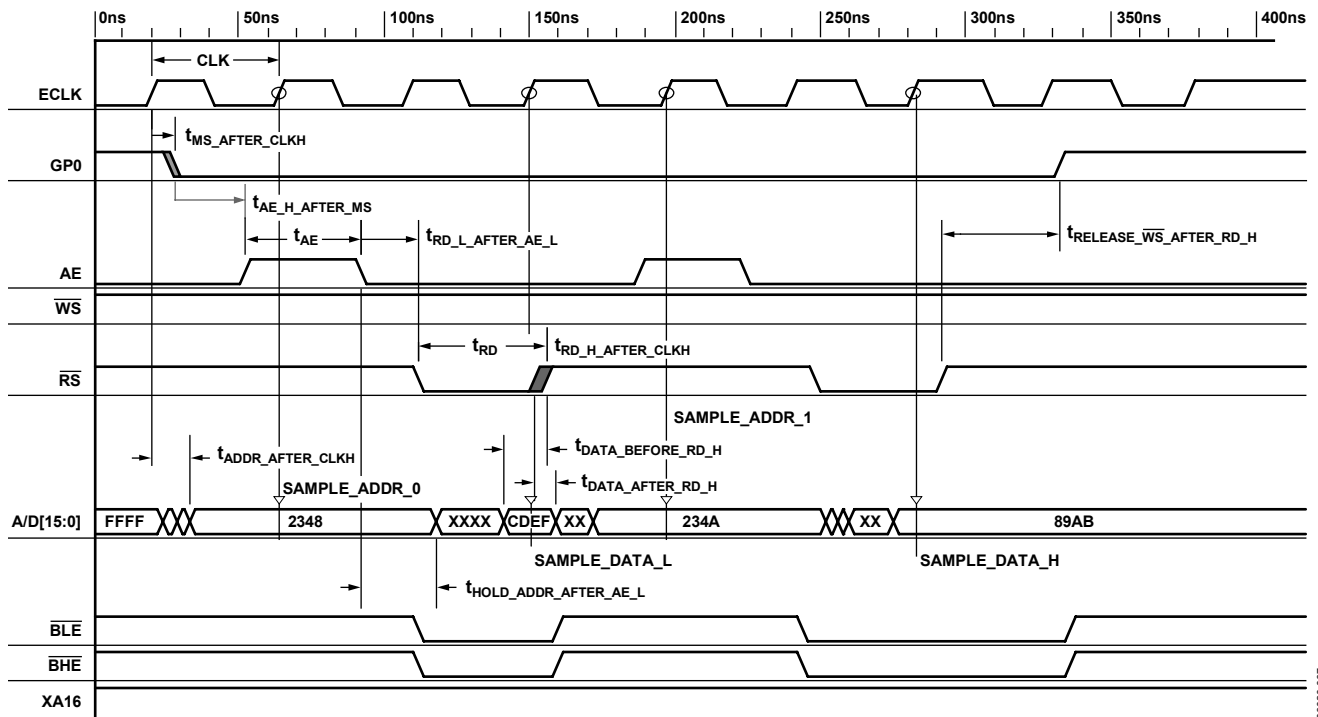 0ns 50ns 100ns 150ns 200ns 250ns 300ns 350ns 400ns
CLK
ECLK
tMS_AFTER_CLKH
GP0
tAE_H_AFTER_MS
tAE
tRD_L_AFTER_AE_L
tRELEASE_WS_AFTER_RD_H
AE
WS
tRD
tRD_H_AFTER_CLKH
RS
SAMPLE_ADDR_1
tDATA_BEFORE_RD_H
tADDR_AFTER_CLKH
tDATA_AFTER_RD_H
SAMPLE_ADDR_0
A/D[15:0] FFFF 2348 XXXX CDEF XX 234A XX 89AB
SAMPLE_DATA_L
SAMPLE_DATA_H
tHOLD_ADDR_AFTER_AE_L
BLE
BHE
XA16